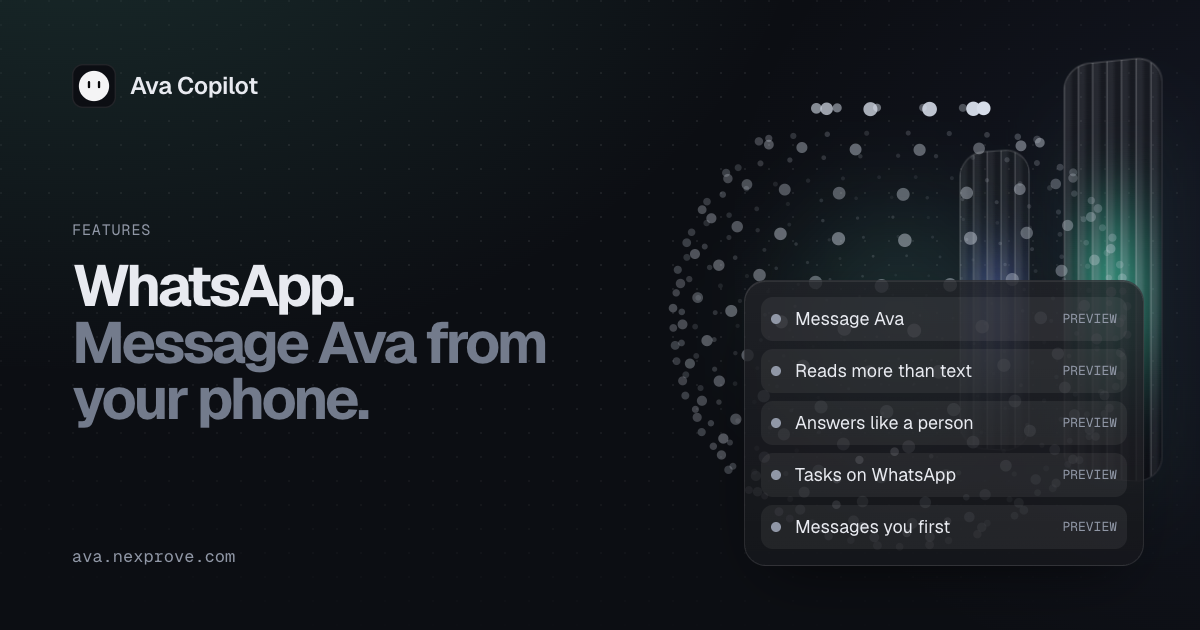 Ava Copilot
FEATURES
WhatsApp.
Message Ava from
your phone.
Message Ava PREVIEW
Reads more than text PREVIEW
Answers like a person PREVIEW
Tasks on WhatsApp PREVIEW
Messages you first PREVIEW
ava.nexprove.com